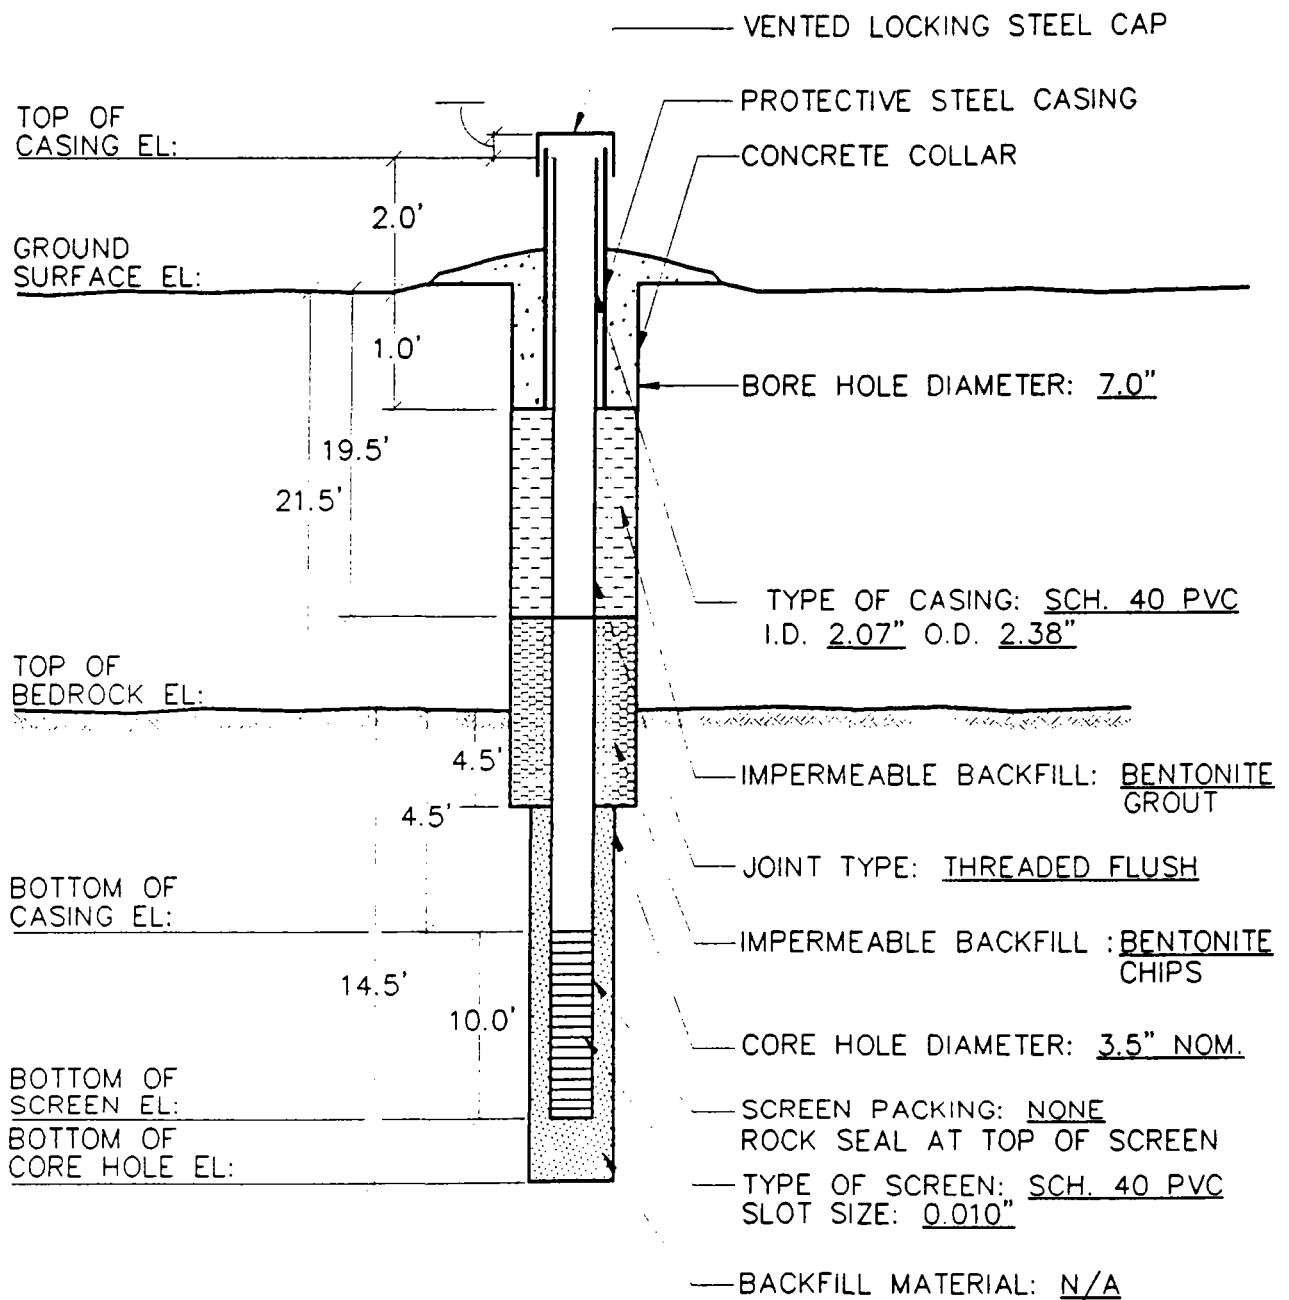 VENTED LOCKING STEEL CAP
PROTECTIVE STEEL CASING
TOP OF
CASING EL:
CONCRETE COLLAR
2.0'
GROUND
SURFACE EL:
1.0'
BORE HOLE DIAMETER: 7.0"
19.5'
21.5'
TYPE OF CASING: SCH. 40 PVC
I.D. 2.07" O.D. 2.38"
TOP OF
BEDROCK EL:
4.5'
IMPERMEABLE BACKFILL: BENTONITE
GROUT
4.5'
JOINT TYPE: THREADED FLUSH
BOTTOM OF
CASING EL:
IMPERMEABLE BACKFILL :BENTONITE
CHIPS
14.5'
10.0'
CORE HOLE DIAMETER: 3.5" NOM.
BOTTOM OF
SCREEN EL:
SCREEN PACKING: NONE
ROCK SEAL AT TOP OF SCREEN
BOTTOM OF
CORE HOLE EL:
TYPE OF SCREEN: SCH. 40 PVC
SLOT SIZE: 0.010"
BACKFILL MATERIAL: N/A